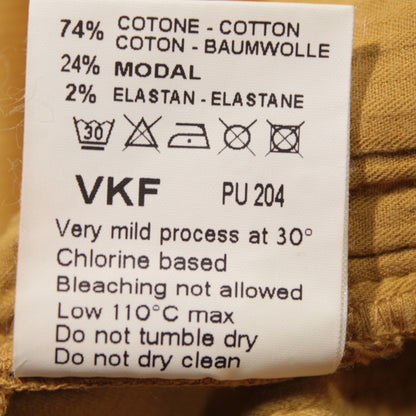 74% COTONE - COTTON
COTON - BAUMWOLLE
24% MODAL
2% ELASTAN - ELASTANE
30
VKF PU 204
Very mild process at 30°
Chlorine based
Bleaching not allowed
Low 110°C max
Do not tumble dry
Do not dry clean